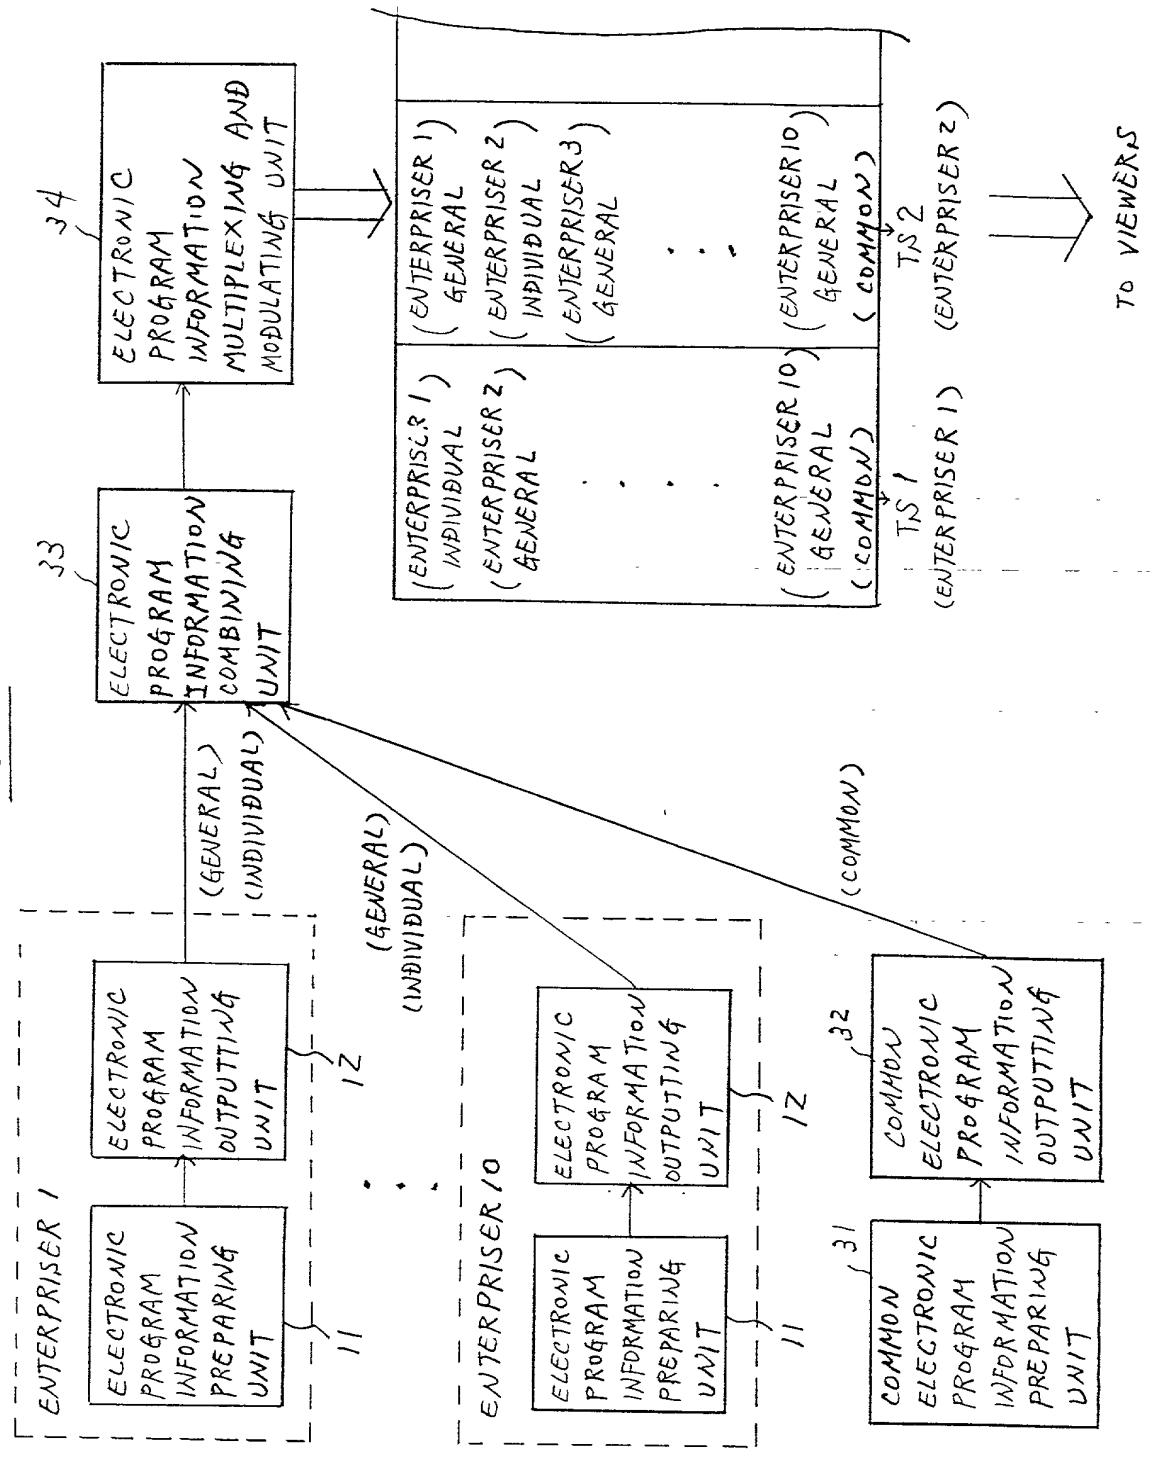 ENTERPRISER 1
ELECTRONIC
PROGRAM
INFORMATION
PREPARING
UNIT
11
ELECTRONIC
PROGRAM
INFORMATION
OUTPUTTING
UNIT
12
(GENERAL)
(INDIVIDUAL)
ENTERPRISER 10
ELECTRONIC
PROGRAM
INFORMATION
PREPARING
UNIT
11
ELECTRONIC
PROGRAM
INFORMATION
OUTPUTTING
UNIT
12
(GENERAL)
(INDIVIDUAL)
31
COMMON
ELECTRONIC
PROGRAM
INFORMATION
PREPARING
UNIT
32
COMMON
ELECTRONIC
PROGRAM
INFORMATION
OUTPUTTING
UNIT
(COMMON)
33
ELECTRONIC
PROGRAM
INFORMATION
COMBINING
UNIT
34
ELECTRONIC
PROGRAM
INFORMATION
MULTIPLEXING AND
MODULATING UNIT
(ENTERPRISER 1)
INDIVIDUAL
(ENTERPRISER 2)
GENERAL
(ENTERPRISER 10)
GENERAL
(COMMON)
TS 1
(ENTERPRISER 1)
(ENTERPRISER 1)
GENERAL
(ENTERPRISER 2)
INDIVIDUAL
(ENTERPRISER 3)
GENERAL
(ENTERPRISER 10)
GENERAL
(COMMON)
TS 2
(ENTERPRISER 2)
TO VIEWERS